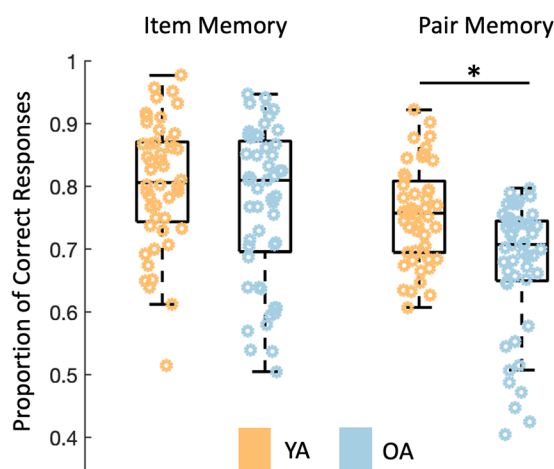 Item Memory
Pair Memory
*
1
0.9
0.8
0.7
0.6
0.5
0.4
Proportion of Correct Responses
YA
OA